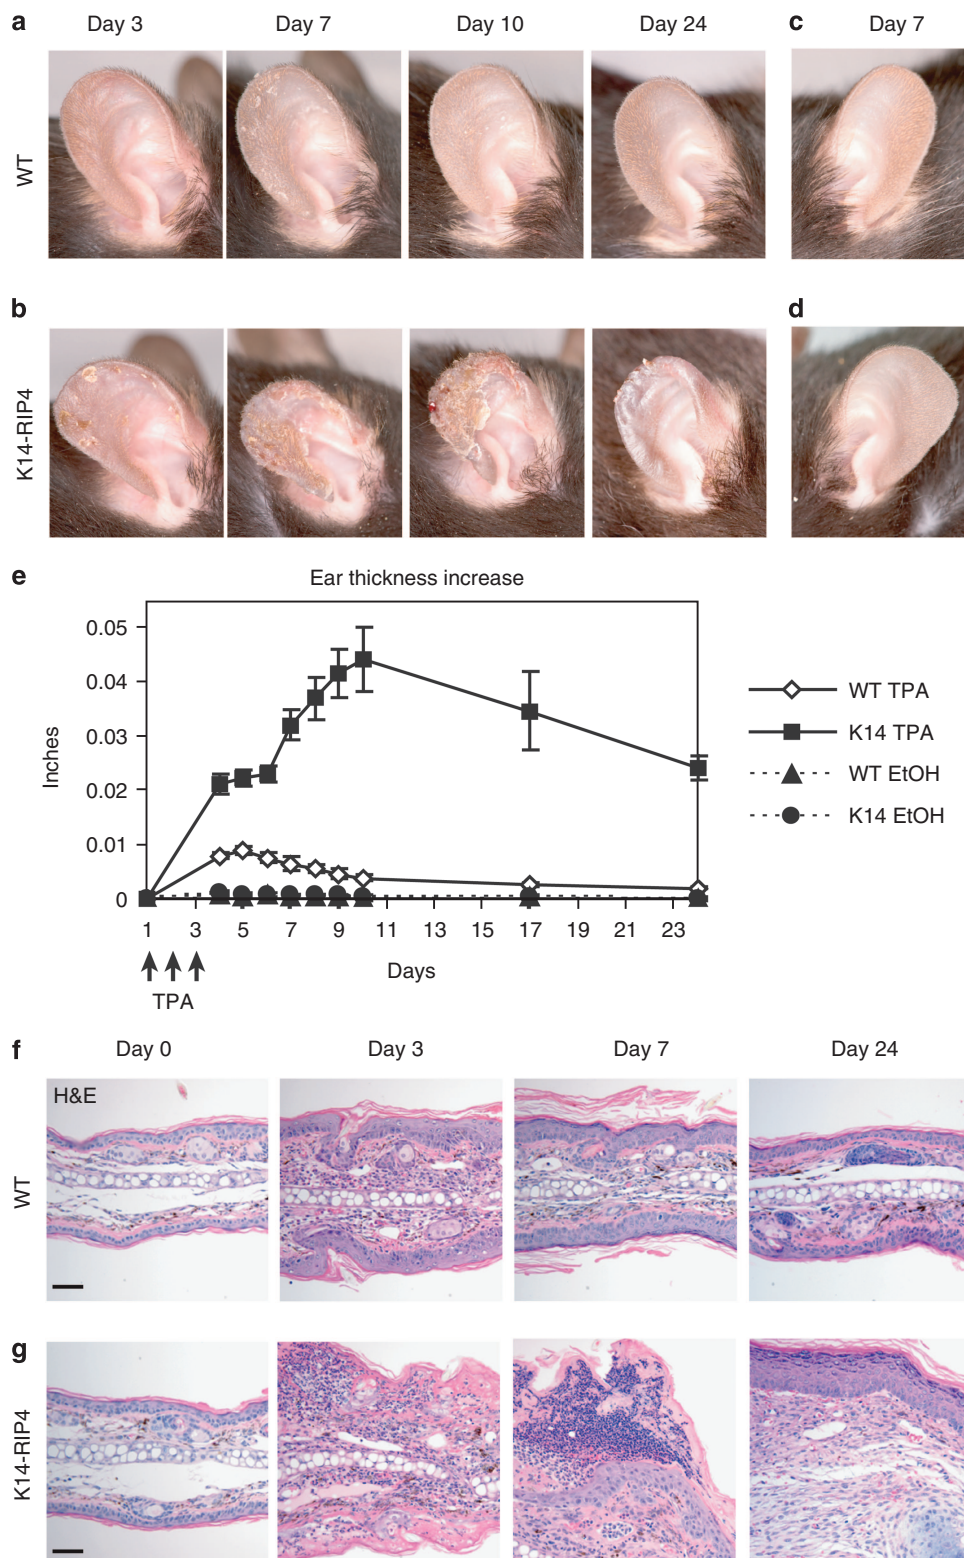 a Day 3 Day 7 Day 10 Day 24 c Day 7
WT
b d
K14-RIP4
e
Ear thickness increase
Inches
0.05
0.04
0.03
0.02
0.01
0
1 3 5 7 9 11 13 15 17 19 21 23
Days
TPA
WT TPA
K14 TPA
WT EtOH
K14 EtOH
f Day 0 Day 3 Day 7 Day 24
H&E
WT
g
K14-RIP4